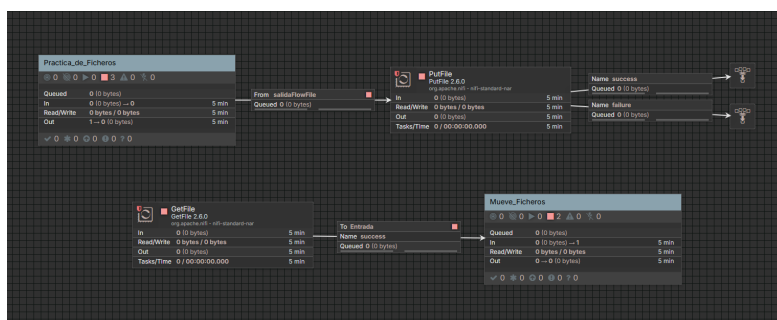 Practica_de_Ficheros
0 0 0 3 0 0
Queued 0 (0 bytes)
In 0 (0 bytes) → 0 5 min
Read/Write 0 bytes / 0 bytes 5 min
Out 1 → 0 (0 bytes) 5 min
0 0 0 0 ? 0
From salidaFlowFile
Queued 0 (0 bytes)
PutFile
PutFile 2.6.0
org.apache.nifi - nifi-standard-nar
In 0 (0 bytes) 5 min
Read/Write 0 bytes / 0 bytes 5 min
Out 0 (0 bytes) 5 min
Tasks/Time 0 / 00:00:00.000 5 min
Name success
Queued 0 (0 bytes)
Name failure
Queued 0 (0 bytes)
GetFile
GetFile 2.6.0
org.apache.nifi - nifi-standard-nar
In 0 (0 bytes) 5 min
Read/Write 0 bytes / 0 bytes 5 min
Out 0 (0 bytes) 5 min
Tasks/Time 0 / 00:00:00.000 5 min
To Entrada
Name success
Queued 0 (0 bytes)
Mueve_Ficheros
0 0 0 2 0 0
Queued 0 (0 bytes)
In 0 (0 bytes) → 1 5 min
Read/Write 0 bytes / 0 bytes 5 min
Out 0 → 0 (0 bytes) 5 min
0 0 0 0 ? 0